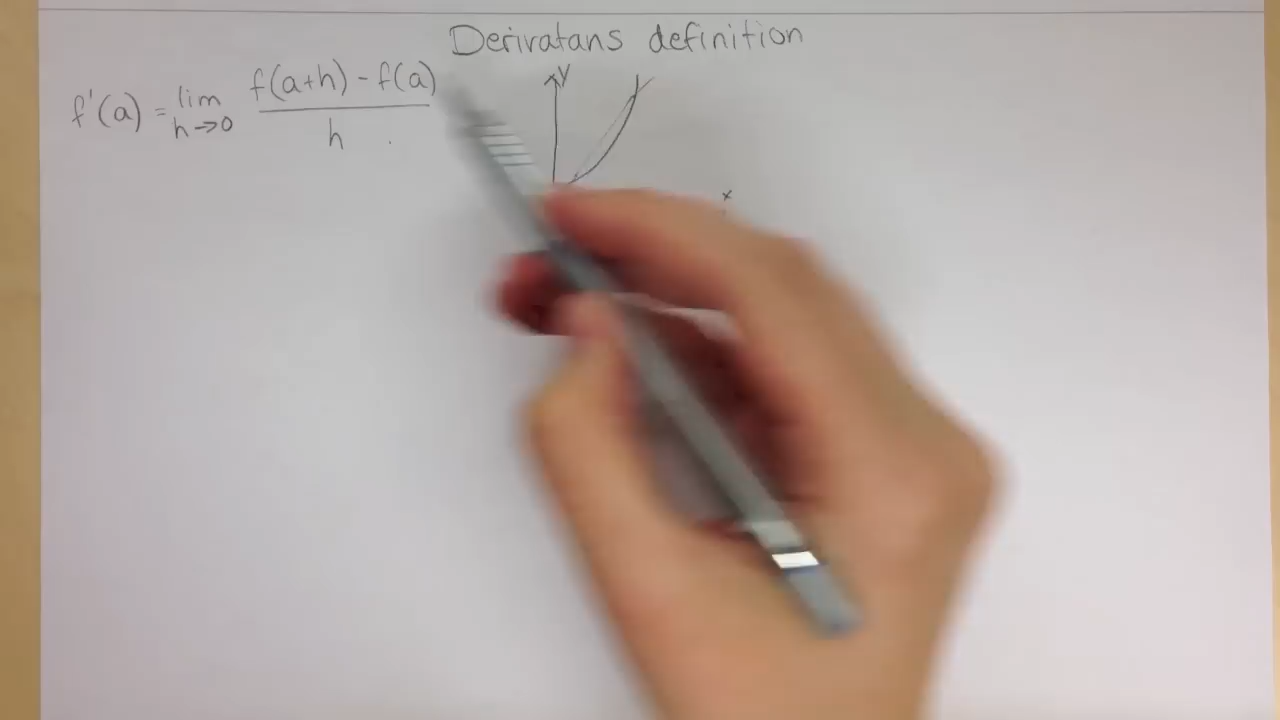 Derivatans definition
f'(a) = lim h→0 f(a+h) - f(a) / h
y
x